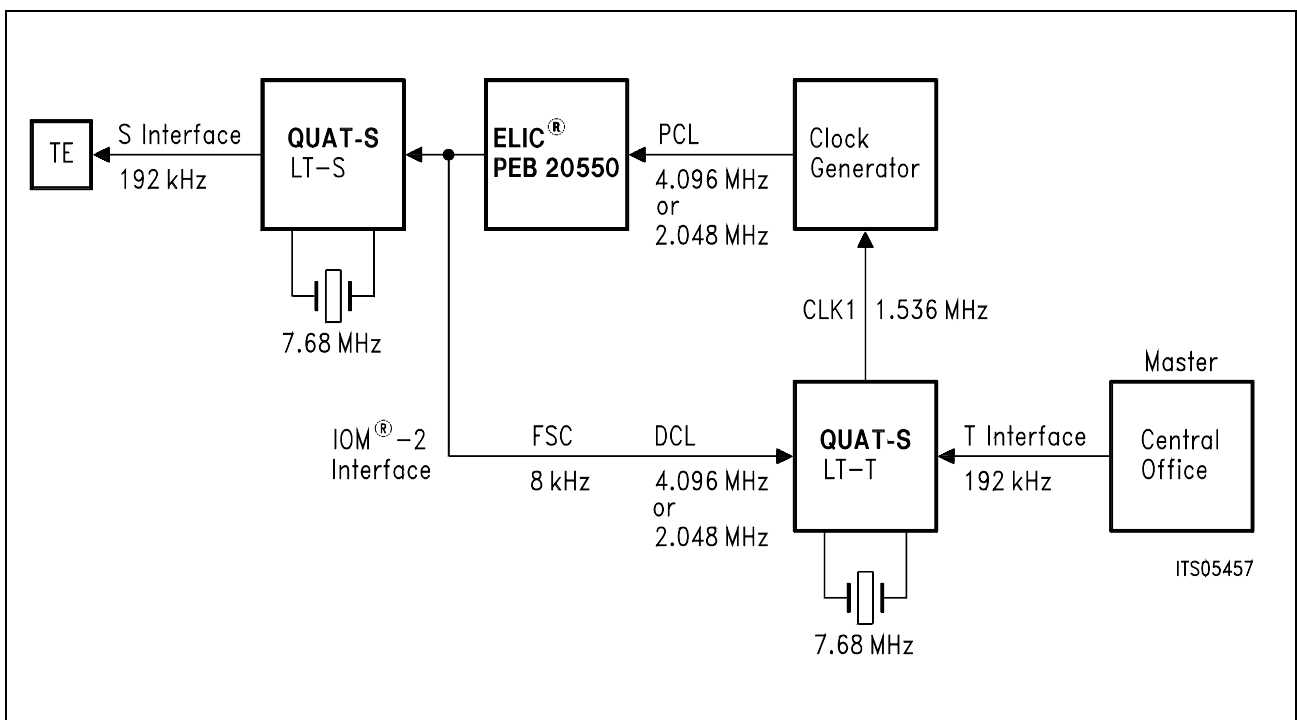 TE
S Interface
192 kHz
QUAT-S
LT-S
7.68 MHz
ELIC®
PEB 20550
PCL
4.096 MHz
or
2.048 MHz
Clock
Generator
CLK1
1.536 MHz
IOM®-2
Interface
FSC
8 kHz
DCL
4.096 MHz
or
2.048 MHz
QUAT-S
LT-T
7.68 MHz
T Interface
192 kHz
Master
Central
Office
ITS05457